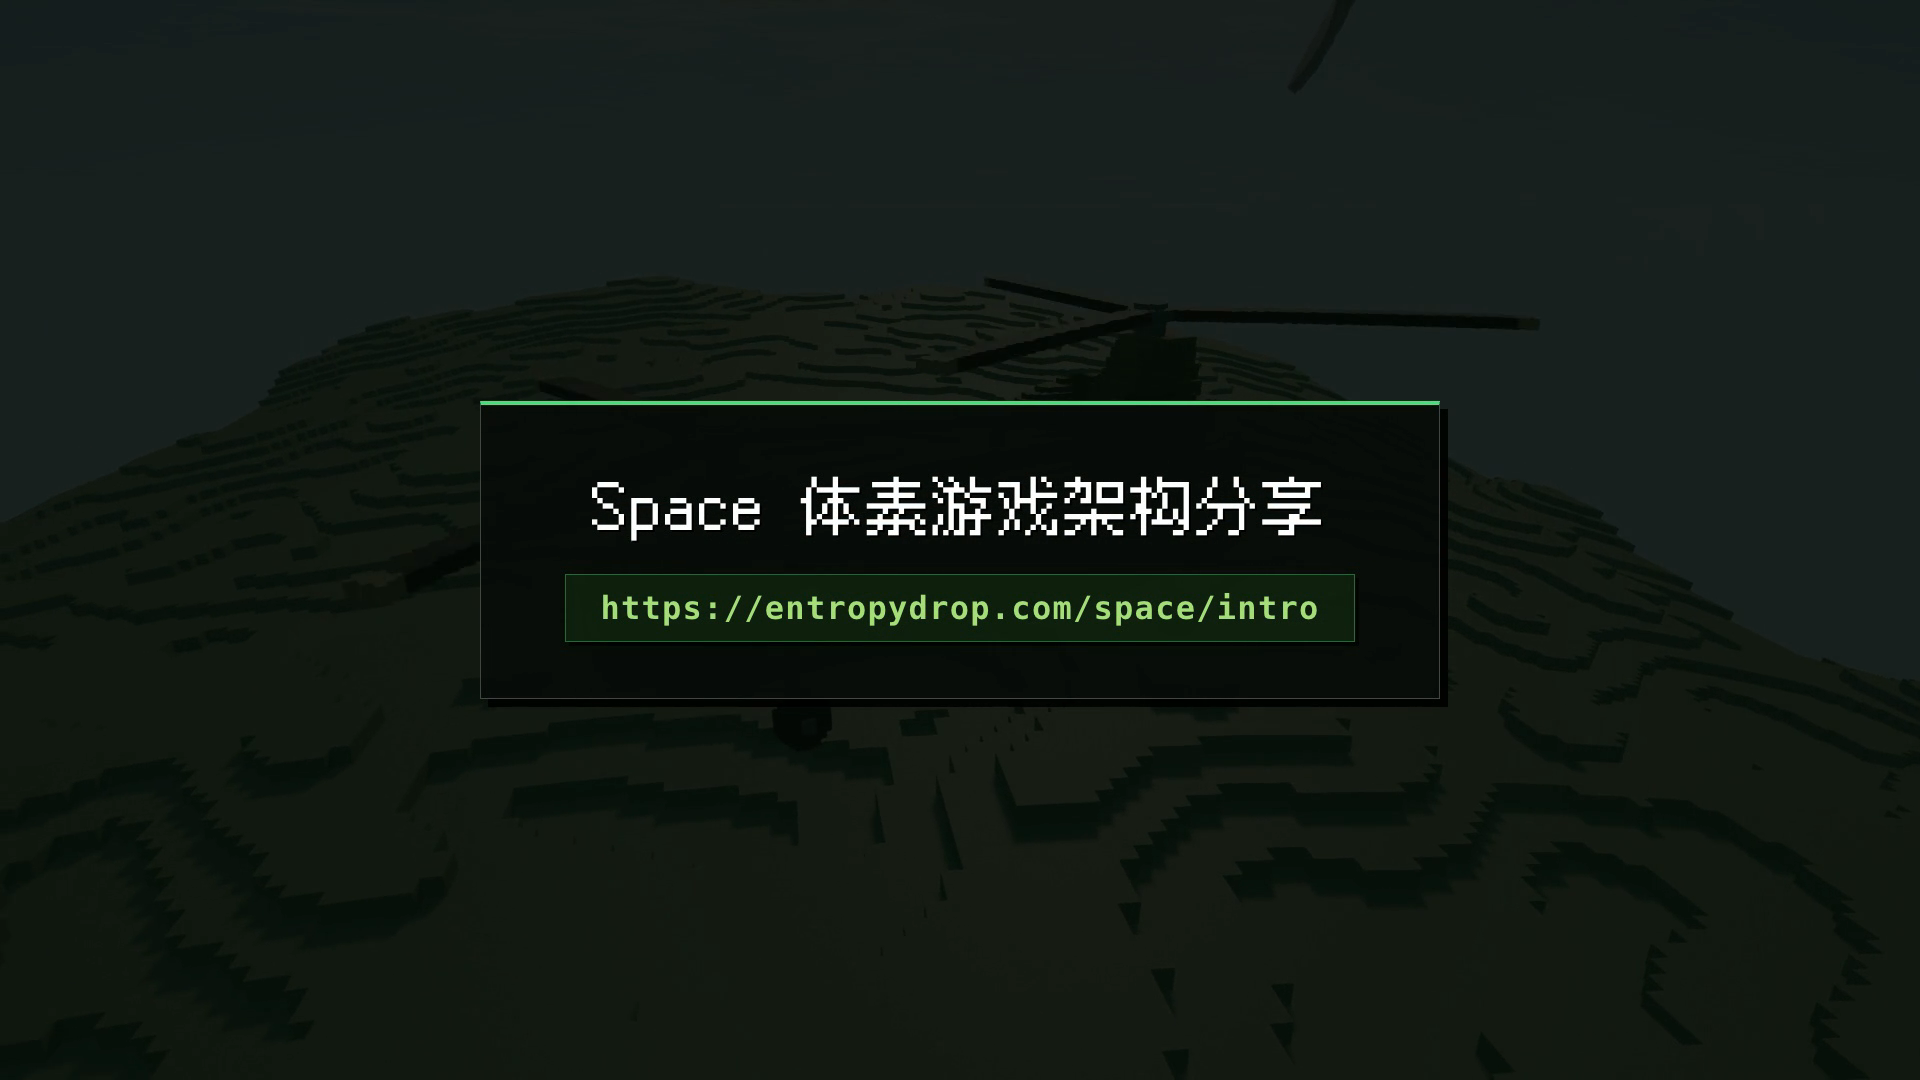 Space 体素游戏架构分享
https://entropydrop.com/space/intro